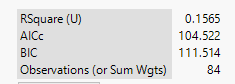 RSquare (U) 0.1565
AICc 104.522
BIC 111.514
Observations (or Sum Wgts) 84